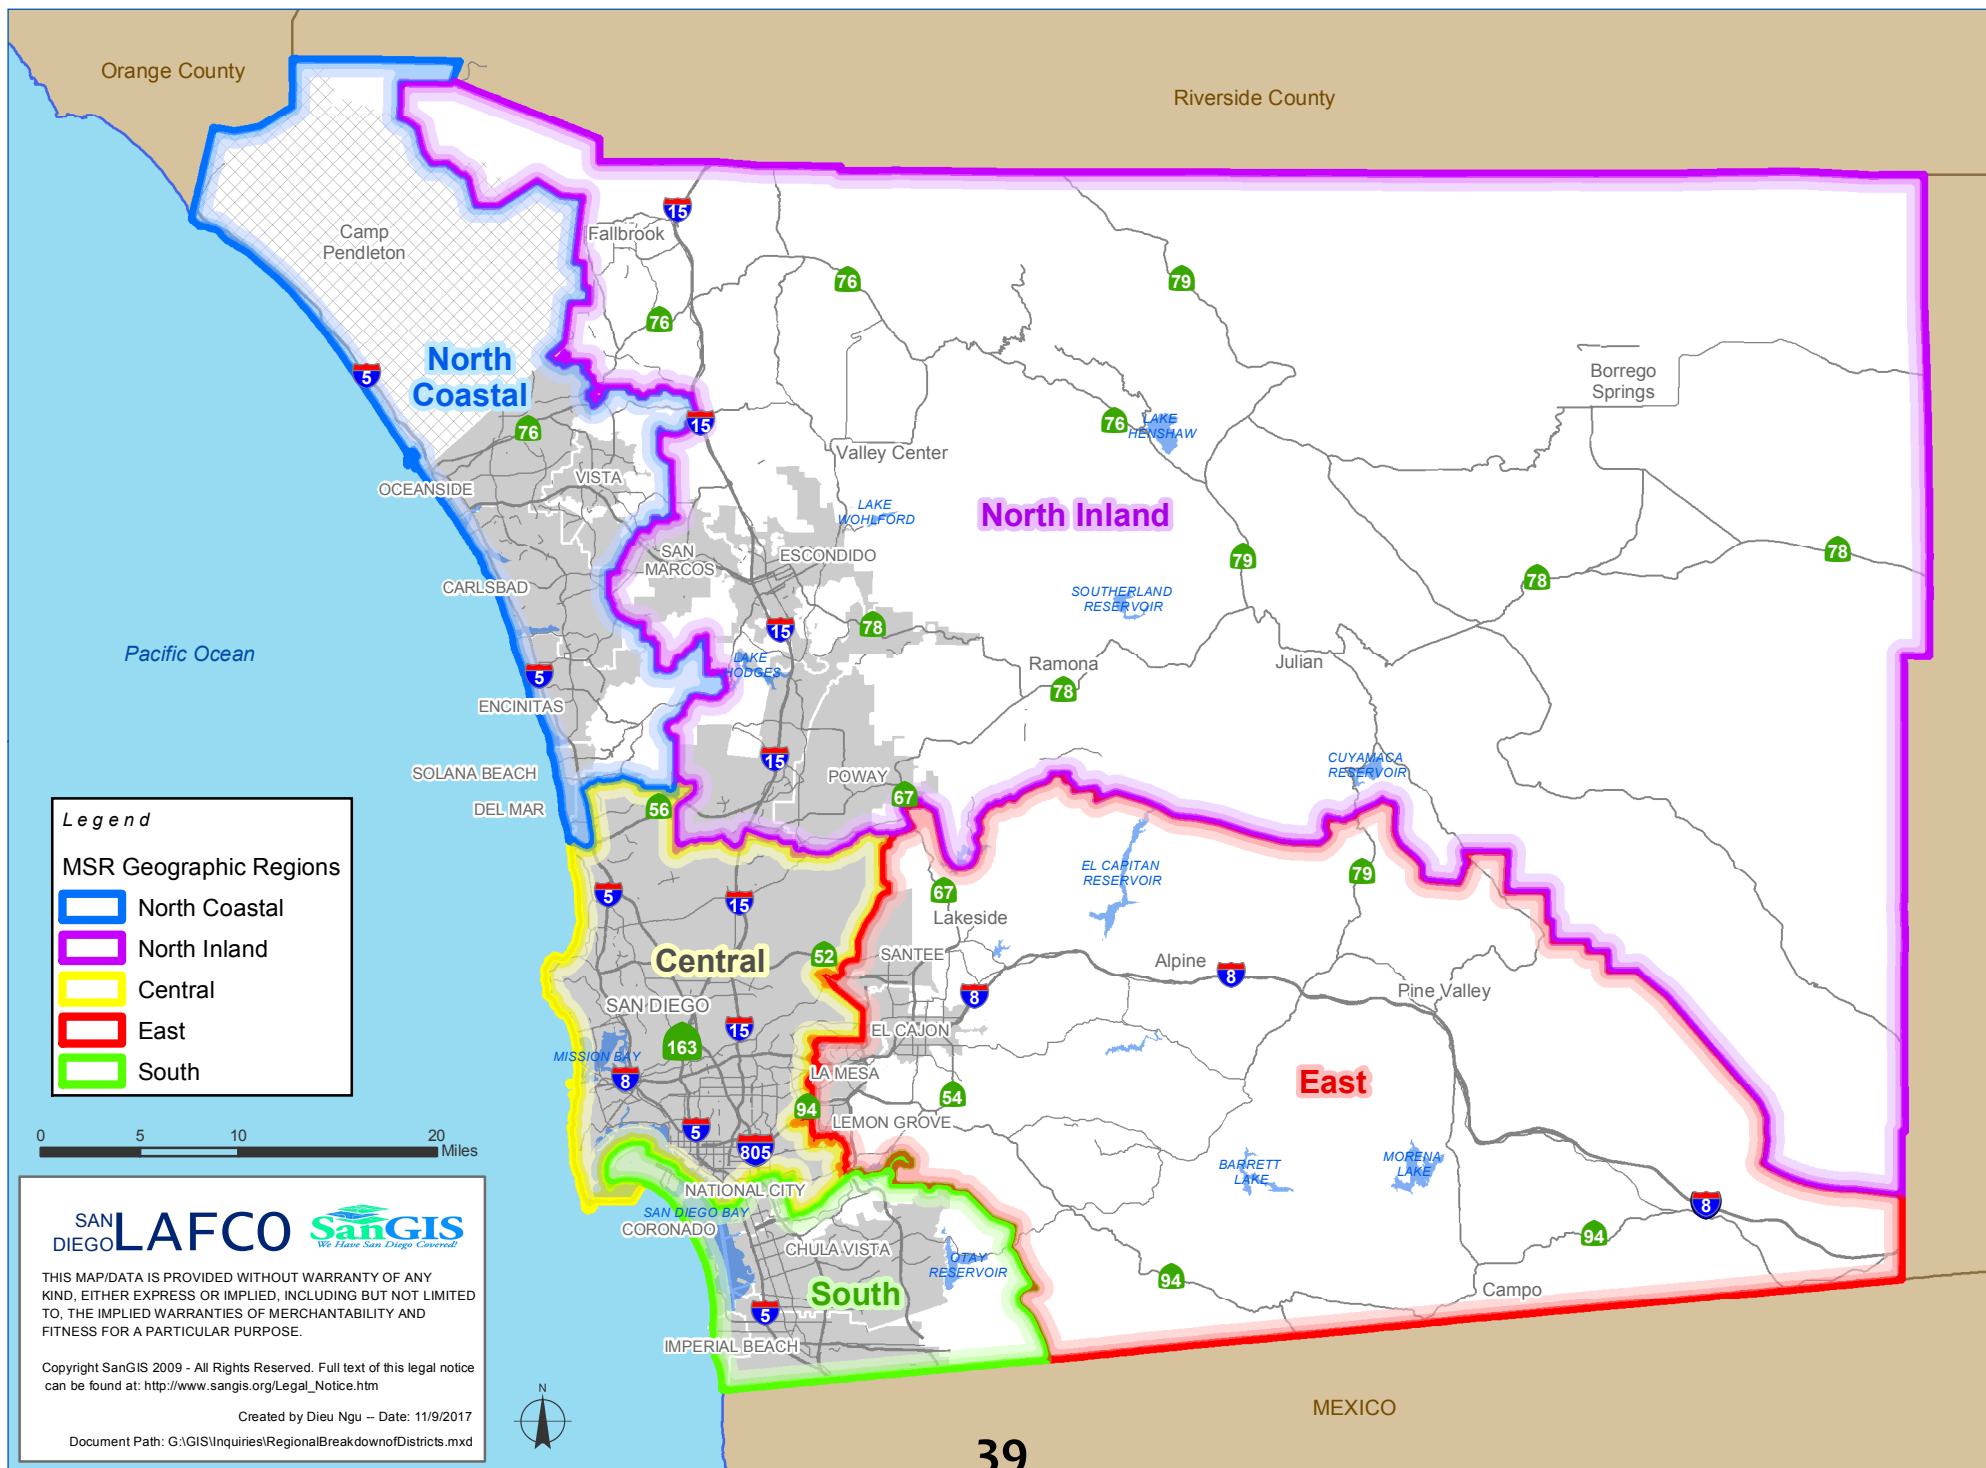 Orange County
Riverside County
Camp
Pendleton
15
Fallbrook
76
79
76
North
Coastal
5
Borrego
Springs
76
15
76
LAKE
HENSHAW
Valley Center
VISTA
OCEANSIDE
LAKE
WOHLFORD
North Inland
SAN
MARCOS
ESCONDIDO
79
78
78
CARLSBAD
SOUTHERLAND
RESERVOIR
15
78
Pacific Ocean
LAKE
HODGES
Ramona
Julian
5
78
ENCINITAS
15
CUYAMACA
RESERVOIR
SOLANA BEACH
POWAY
DEL MAR
56
67
EL CAPITAN
RESERVOIR
79
5
15
67
Lakeside
Central
52
SANTEE
Alpine
8
8
Pine Valley
SAN DIEGO
15
EL CAJON
163
MISSION BAY
8
LA MESA
East
94
54
LEMON GROVE
5
805
BARRETT
LAKE
MORENA
LAKE
NATIONAL CITY
SAN DIEGO BAY
CORONADO
8
CHULA VISTA
OTAY
RESERVOIR
94
94
South
Campo
5
IMPERIAL BEACH
MEXICO
Legend
MSR Geographic Regions
North Coastal
North Inland
Central
East
South
0 5 10 20
Miles
SAN
DIEGO LAFCO
SanGIS
We Have San Diego Covered!
THIS MAP/DATA IS PROVIDED WITHOUT WARRANTY OF ANY
KIND, EITHER EXPRESS OR IMPLIED, INCLUDING BUT NOT LIMITED
TO, THE IMPLIED WARRANTIES OF MERCHANTABILITY AND
FITNESS FOR A PARTICULAR PURPOSE.
Copyright SanGIS 2009 - All Rights Reserved. Full text of this legal notice
can be found at: http://www.sangis.org/Legal_Notice.htm
Created by Dieu Ngu -- Date: 11/9/2017
Document Path: G:\GIS\Inquiries\RegionalBreakdownofDistricts.mxd
N
39